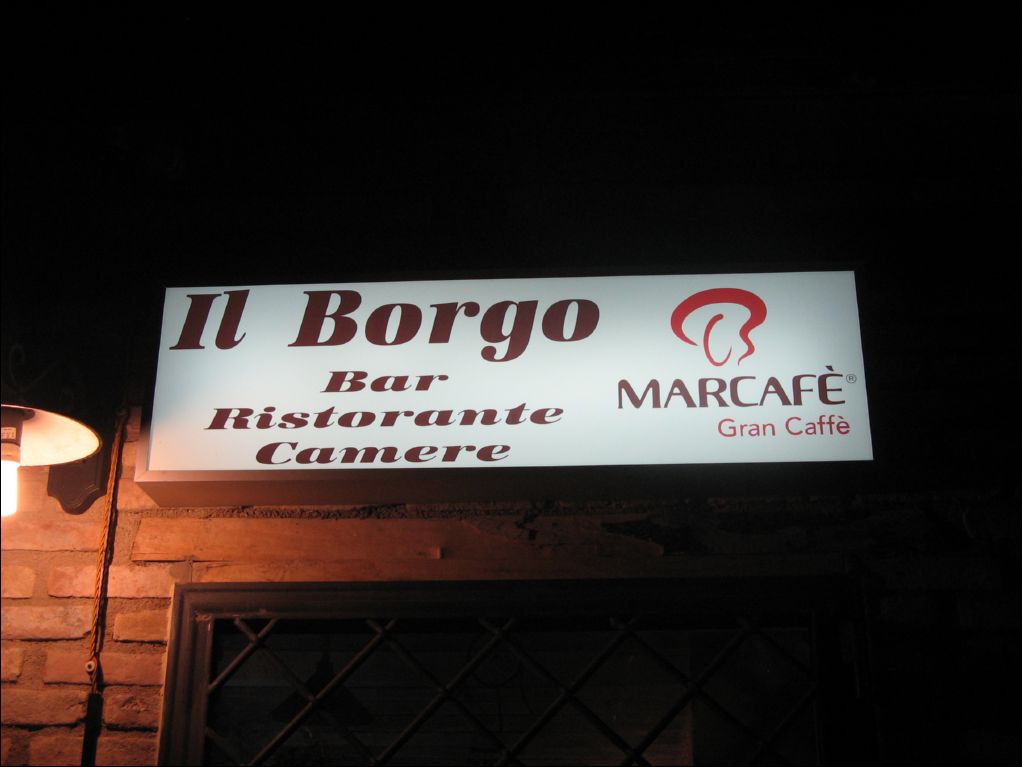 Il Borgo
Bar
Ristorante
Camere
MARCAFÈ®
Gran Caffè